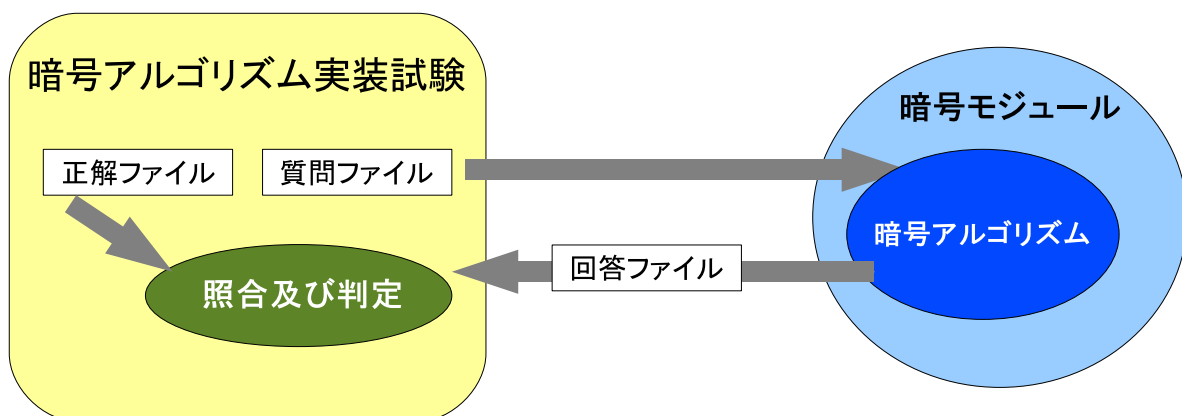 暗号アルゴリズム実装試験
暗号モジュール
正解ファイル
質問ファイル
暗号アルゴリズム
回答ファイル
照合及び判定